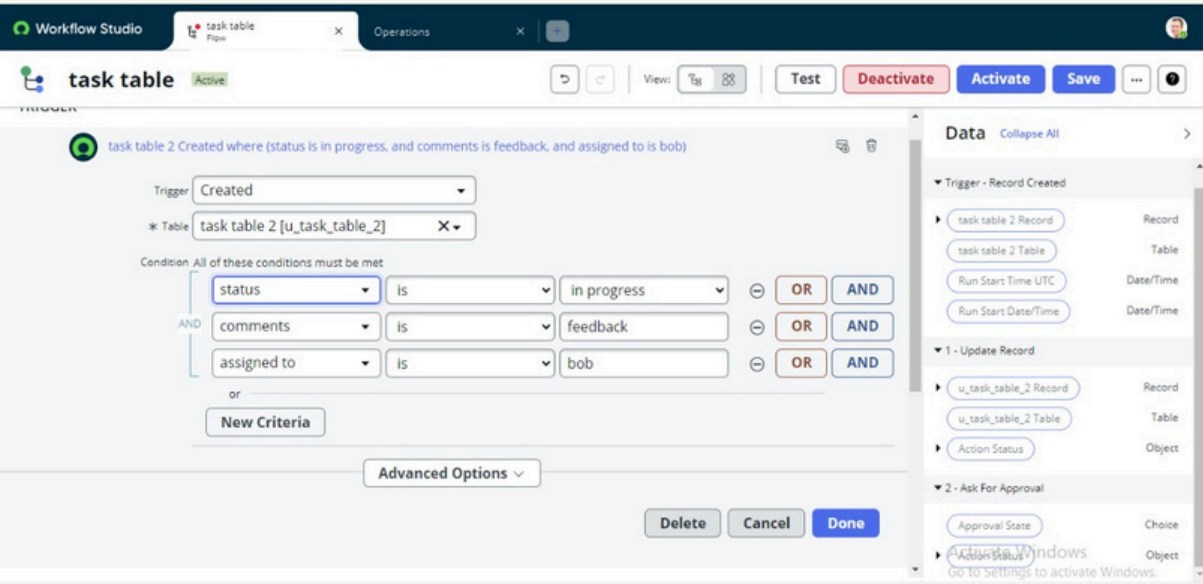 Workflow Studio
task table
Flow
Operations
task table Active
View:
Test
Deactivate
Activate
Save
TRIGGER
task table 2 Created where (status is in progress, and comments is feedback, and assigned to is bob)
Trigger Created
* Table task table 2 [u_task_table_2]
Condition All of these conditions must be met
status is in progress OR AND
AND comments is feedback OR AND
assigned to is bob OR AND
or
New Criteria
Advanced Options
Delete Cancel Done
Data Collapse All
Trigger - Record Created
task table 2 Record Record
task table 2 Table Table
Run Start Time UTC Date/Time
Run Start Date/Time Date/Time
1 - Update Record
u_task_table_2 Record Record
u_task_table_2 Table Table
Action Status Object
2 - Ask For Approval
Approval State Choice
Action Status Object
Activate Windows
Go to Settings to activate Windows.